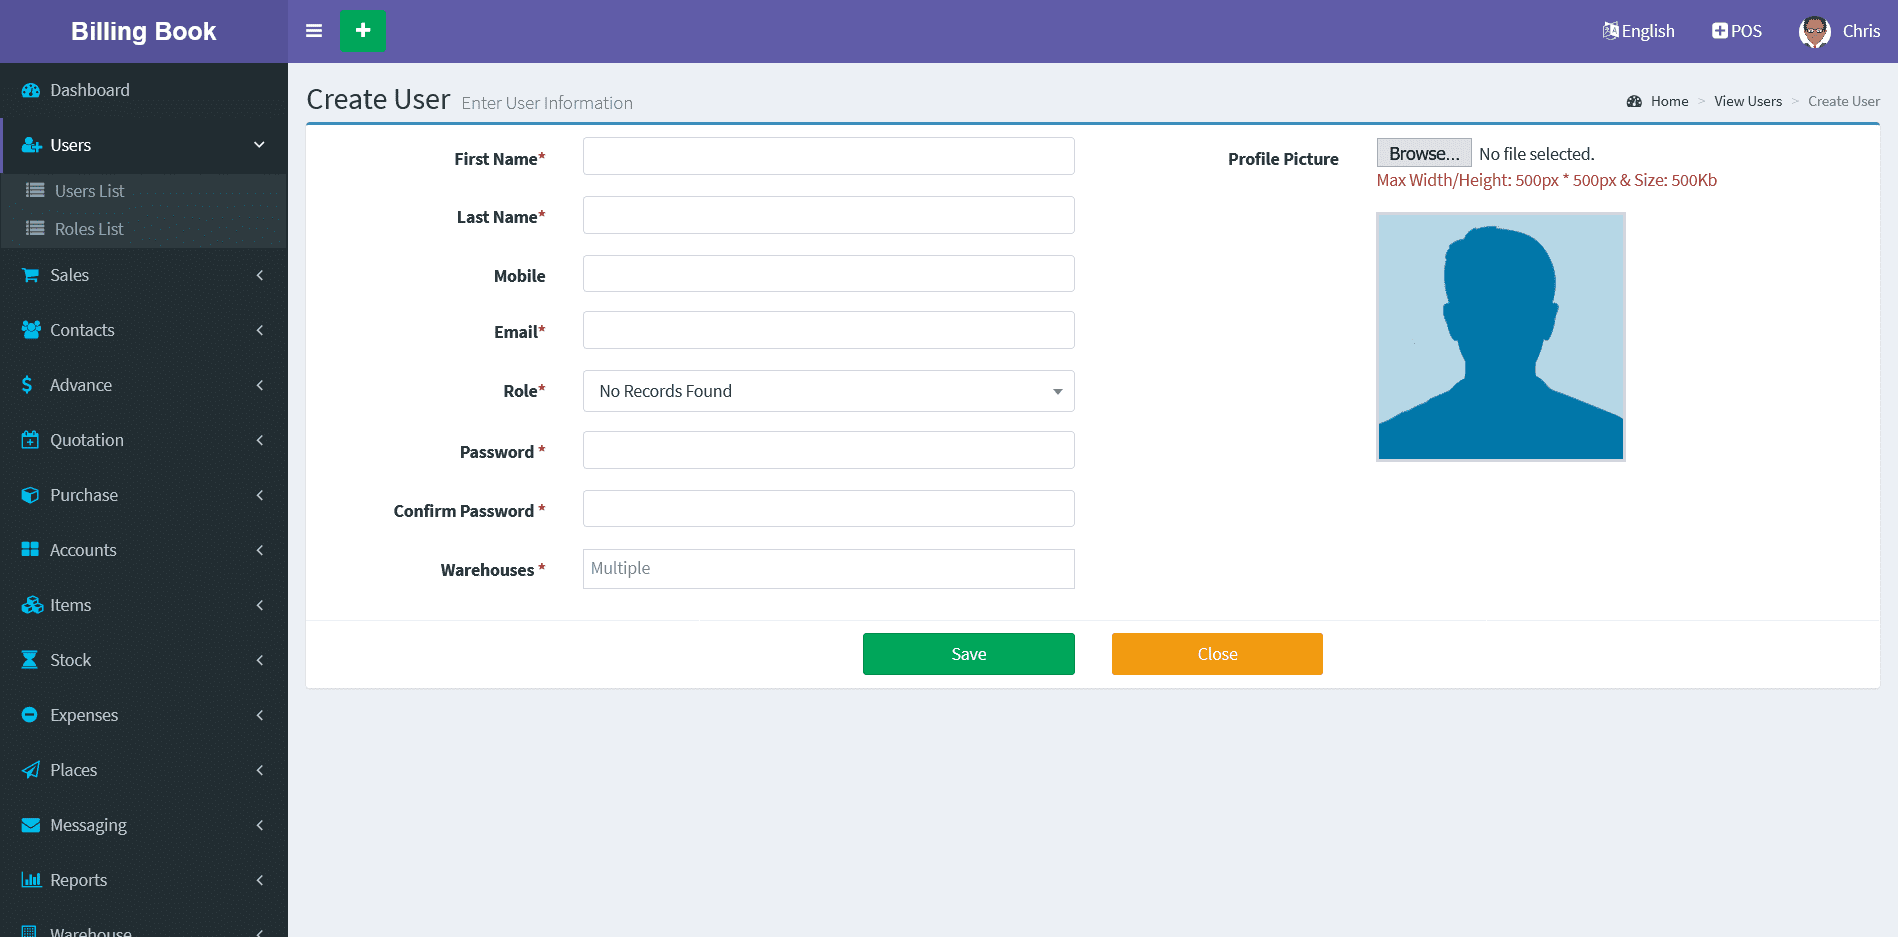 Billing Book
English
POS
Chris
Dashboard
Users
Users List
Roles List
Sales
Contacts
Advance
Quotation
Purchase
Accounts
Items
Stock
Expenses
Places
Messaging
Reports
Warehouse
Create User Enter User Information
Home > View Users > Create User
First Name*
Last Name*
Mobile
Email*
Role* No Records Found
Password *
Confirm Password *
Warehouses * Multiple
Profile Picture Browse... No file selected.
Max Width/Height: 500px * 500px & Size: 500Kb
Save
Close